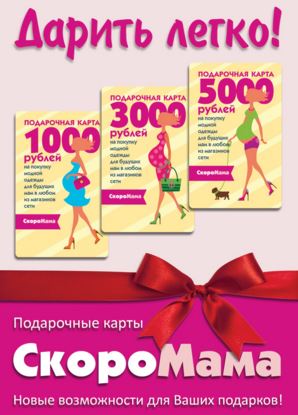 Дарить легко!
ПОДАРОЧНАЯ КАРТА
1000
рублей
на покупку
модной
одежды
для будущих
мам в любом
из магазинов
сети
СкороМама
ПОДАРОЧНАЯ КАРТА
3000
рублей
на покупку
модной
одежды
для будущих
мам в любом
из магазинов
сети
СкороМама
ПОДАРОЧНАЯ КАРТА
5000
рублей
на покупку
модной
одежды
для будущих
мам в любом
из магазинов
сети
СкороМама
Подарочные карты
СкороМама
Новые возможности для Ваших подарков!